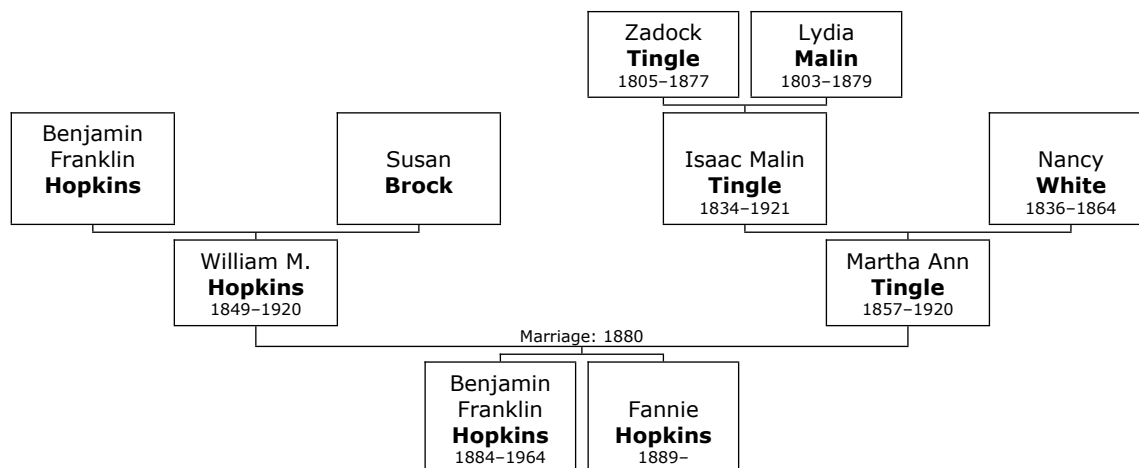 Zadock
Tingle
1805–1877
Lydia
Malin
1803–1879
Benjamin
Franklin
Hopkins
Susan
Brock
Isaac Malin
Tingle
1834–1921
Nancy
White
1836–1864
William M.
Hopkins
1849–1920
Martha Ann
Tingle
1857–1920
Marriage: 1880
Benjamin
Franklin
Hopkins
1884–1964
Fannie
Hopkins
1889–